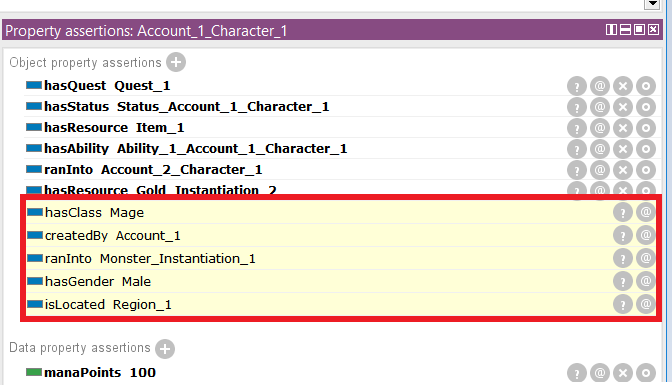 Property assertions: Account_1_Character_1
Object property assertions
hasQuest Quest_1
hasStatus Status_Account_1_Character_1
hasResource Item_1
hasAbility Ability_1_Account_1_Character_1
ranInto Account_2_Character_1
hasResource Gold_Instantiation_2
hasClass Mage
createdBy Account_1
ranInto Monster_Instantiation_1
hasGender Male
isLocated Region_1
Data property assertions
manaPoints 100